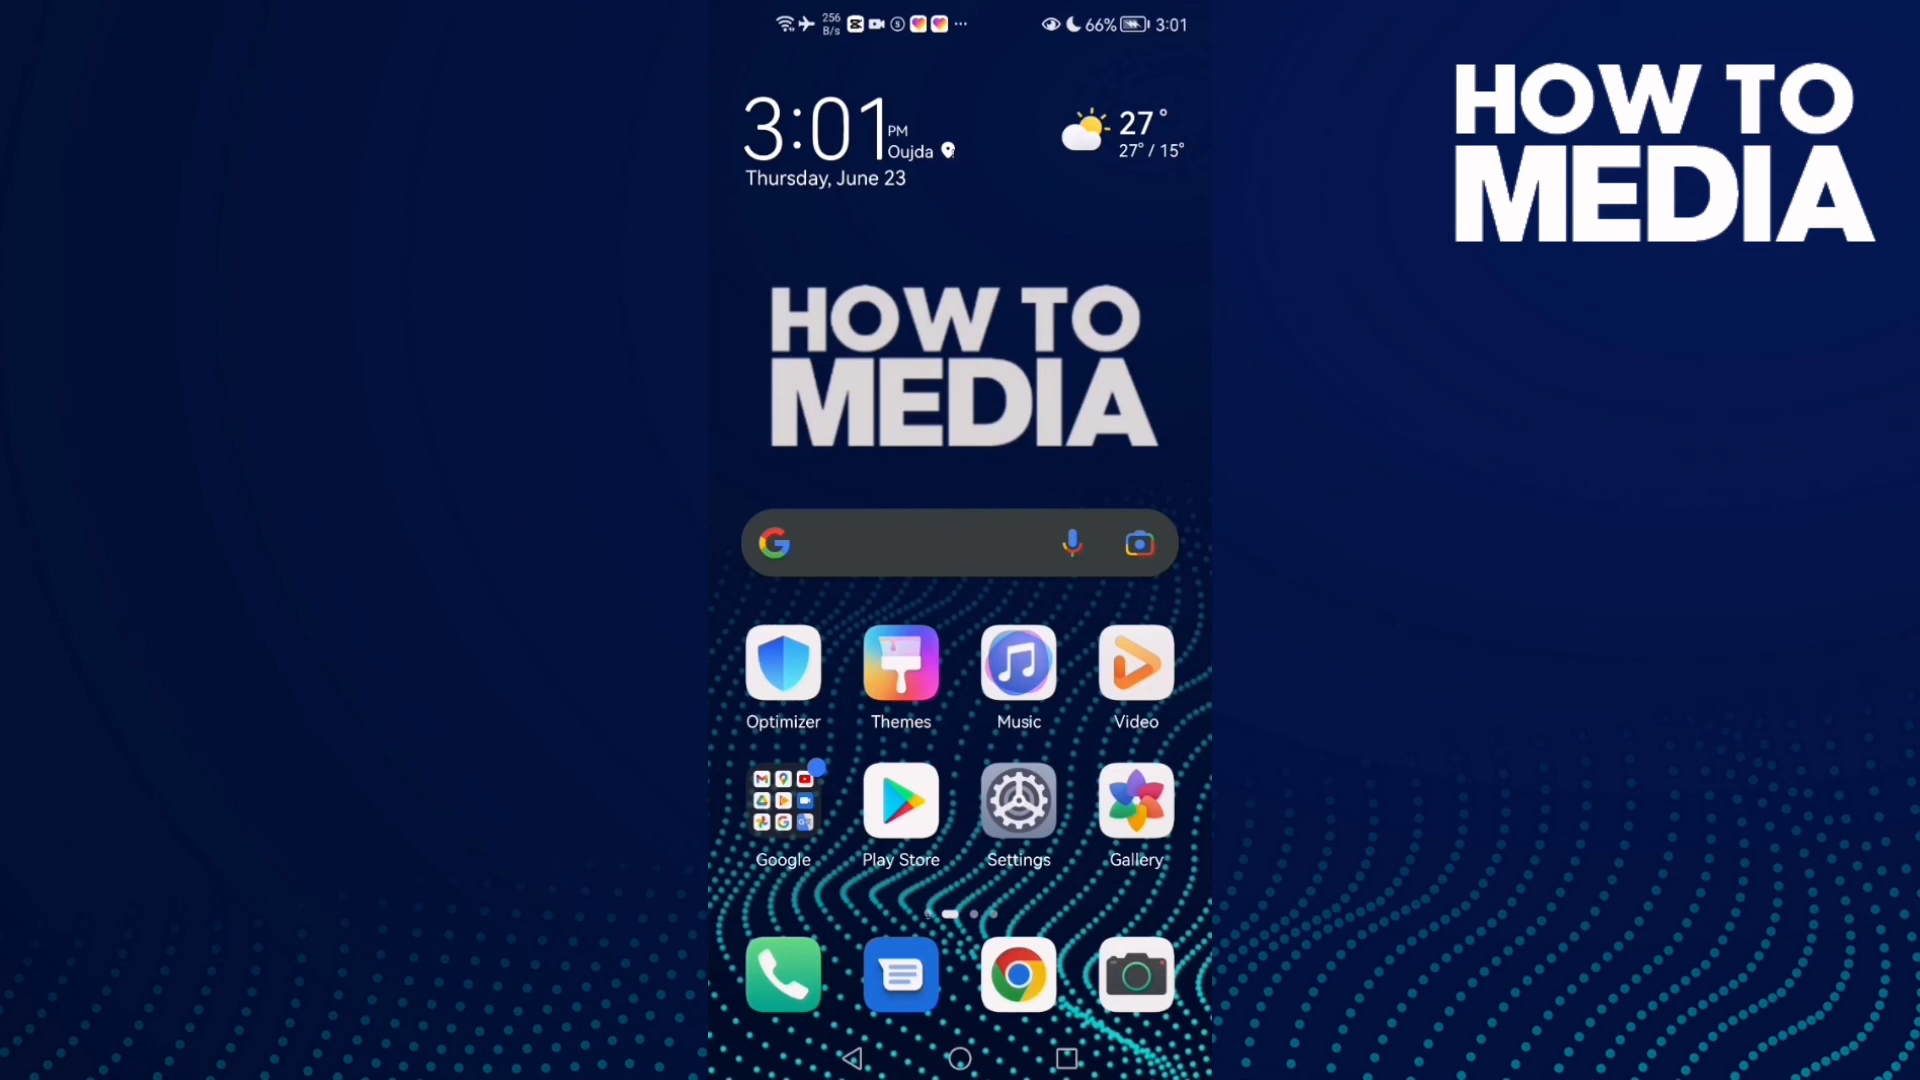 256
B/s
66%
3:01
3:01 PM
Oujda
Thursday, June 23
27°
27° / 15°
HOW TO
MEDIA
HOW TO
MEDIA
Optimizer
Themes
Music
Video
Google
Play Store
Settings
Gallery